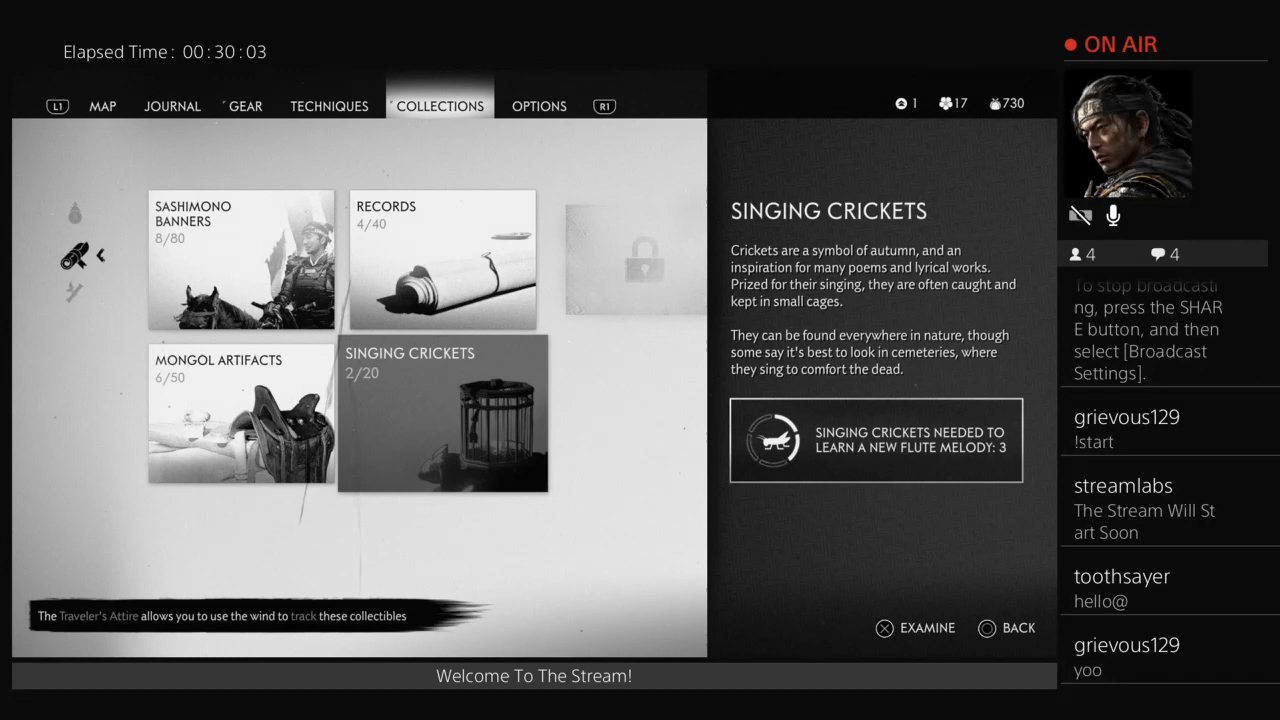 Elapsed Time: 00:30:03
ON AIR
L1 MAP JOURNAL GEAR TECHNIQUES COLLECTIONS OPTIONS R1
1 17 730
SASHIMONO
BANNERS
8/80
RECORDS
4/40
MONGOL ARTIFACTS
6/50
SINGING CRICKETS
2/20
SINGING CRICKETS
Crickets are a symbol of autumn, and an
inspiration for many poems and lyrical works.
Prized for their singing, they are often caught and
kept in small cages.
They can be found everywhere in nature, though
some say it's best to look in cemeteries, where
they sing to comfort the dead.
SINGING CRICKETS NEEDED TO
LEARN A NEW FLUTE MELODY: 3
The Traveler's Attire allows you to use the wind to track these collectibles
EXAMINE BACK
Welcome To The Stream!
4 4
To stop broadcasti
ng, press the SHAR
E button, and then
select [Broadcast
Settings].
grievous129
!start
streamlabs
The Stream Will St
art Soon
toothsayer
hello@
grievous129
yoo